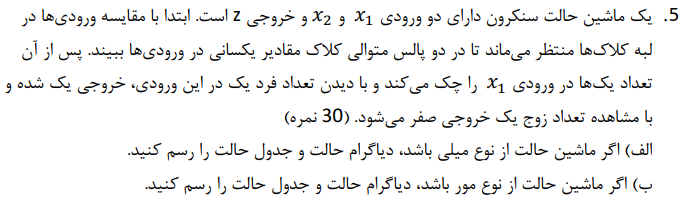 5. یک ماشین حالت سنکرون دارای دو ورودی x₁ و x₂ و خروجی z است. ابتدا با مقایسه ورودی‌ها در
لبه کلاک‌ها منتظر می‌ماند تا در دو پالس متوالی کلاک مقادیر یکسانی در ورودی‌ها ببیند. پس از آن
تعداد یک‌ها در ورودی x₁ را چک می‌کند و با دیدن تعداد فرد یک در این ورودی، خروجی یک شده و
با مشاهده تعداد زوج یک خروجی صفر می‌شود. (30 نمره)
الف) اگر ماشین حالت از نوع میلی باشد، دیاگرام حالت و جدول حالت را رسم کنید.
ب) اگر ماشین حالت از نوع مور باشد، دیاگرام حالت و جدول حالت را رسم کنید.